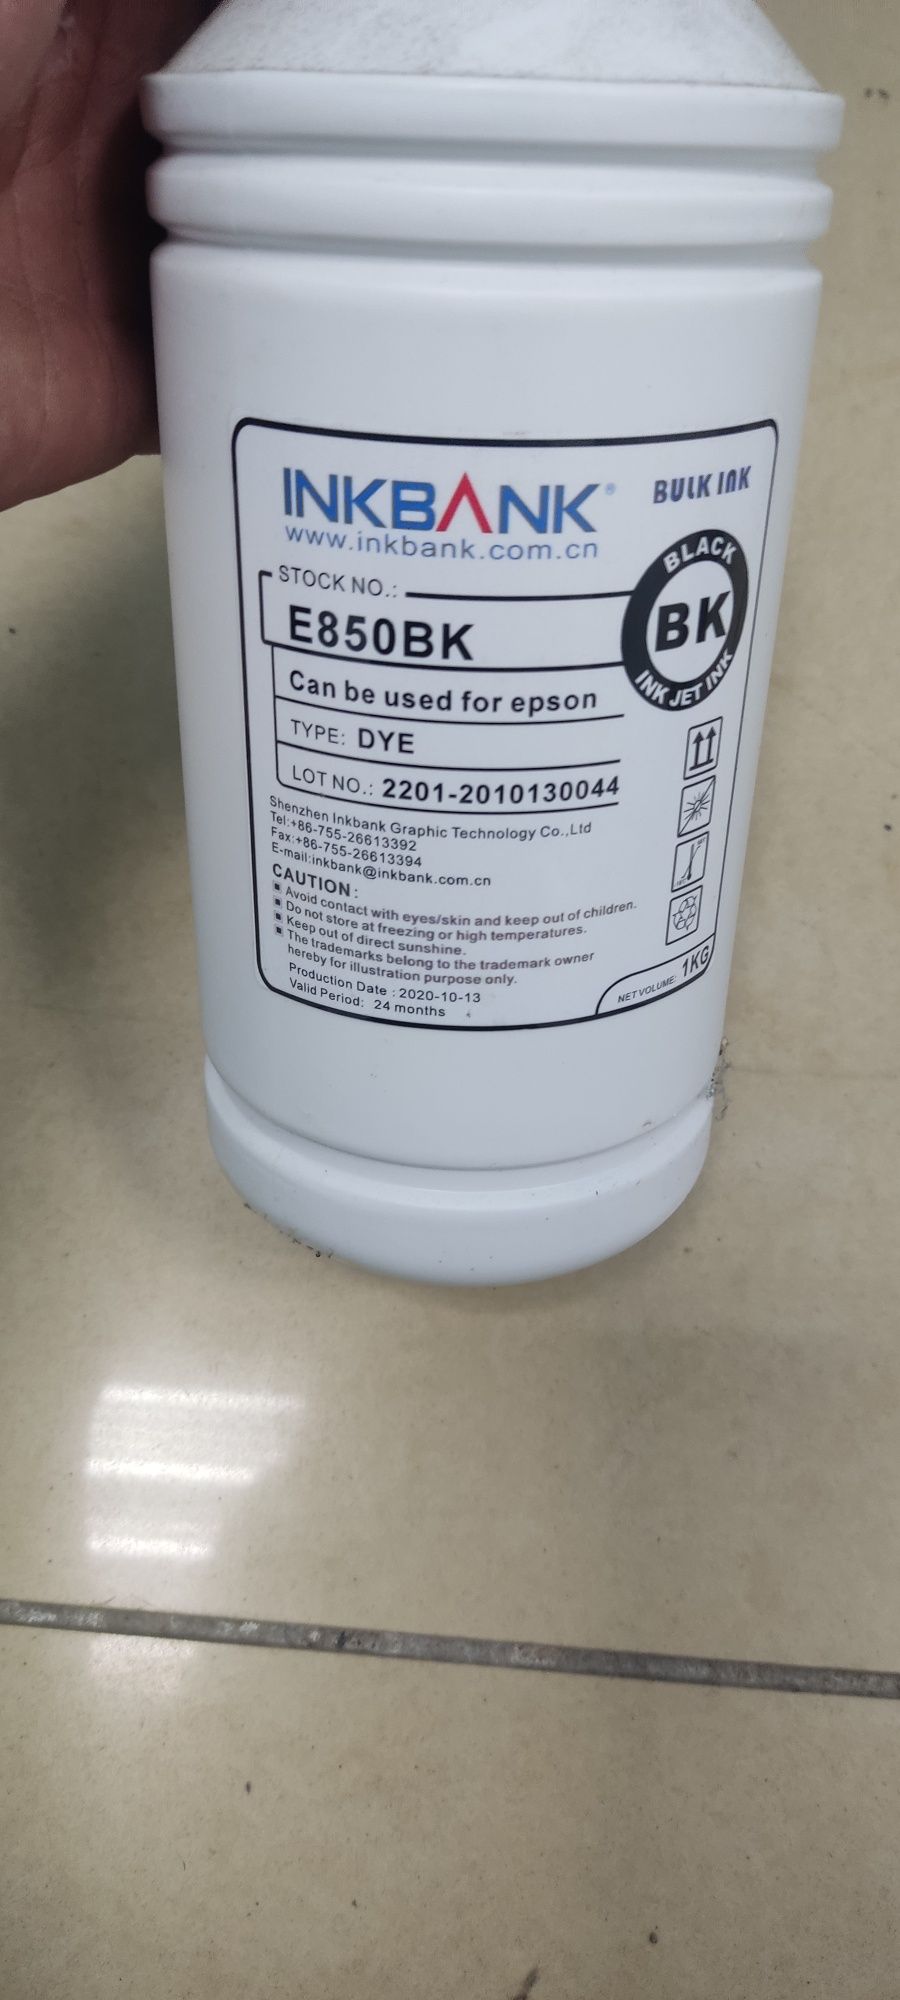 INKBANK®
BULK INK
www.inkbank.com.cn
STOCK NO.:
E850BK
BLACK
BK
INK JET INK
Can be used for epson
TYPE: DYE
LOT NO.: 2201-2010130044
Shenzhen Inkbank Graphic Technology Co.,Ltd
Tel:+86-755-26613392
Fax:+86-755-26613394
E-mail:inkbank@inkbank.com.cn
CAUTION:
Avoid contact with eyes/skin and keep out of children.
Do not store at freezing or high temperatures.
Keep out of direct sunshine.
The trademarks belong to the trademark owner
hereby for illustration purpose only.
Production Date : 2020-10-13
Valid Period: 24 months
NET VOLUME: 1KG